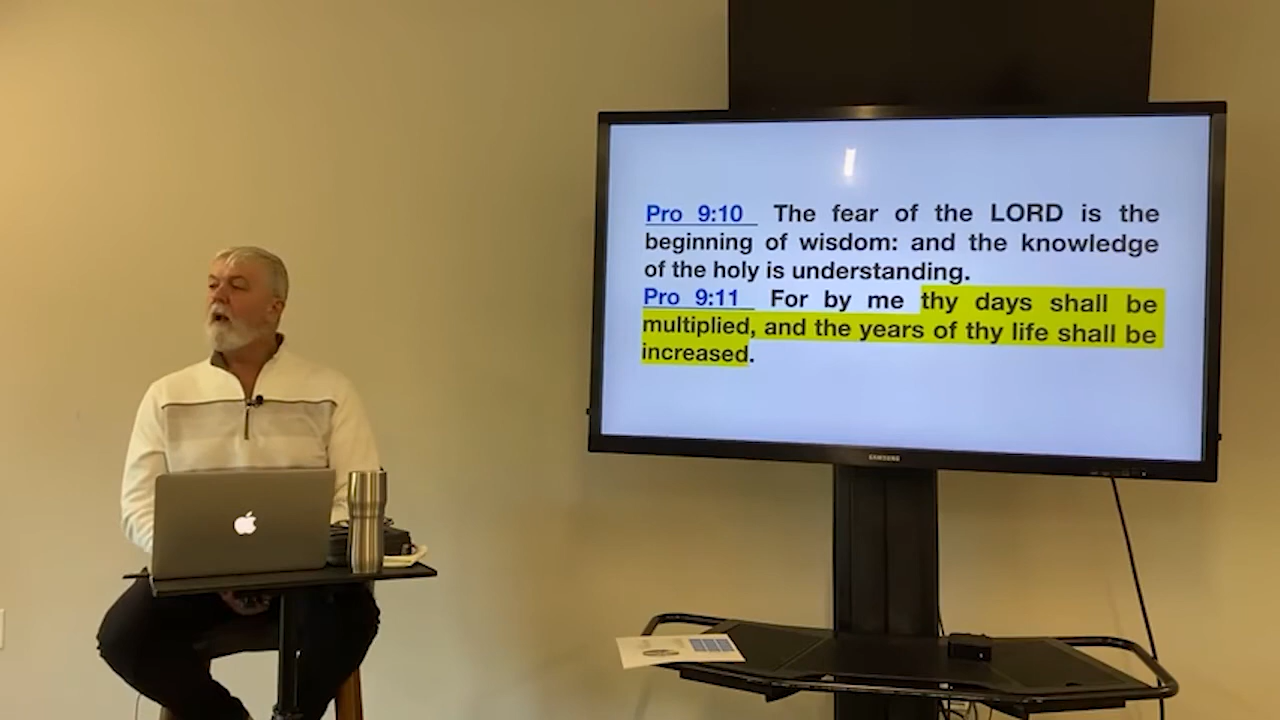 Pro 9:10 The fear of the LORD is the
beginning of wisdom: and the knowledge
of the holy is understanding.
Pro 9:11 For by me thy days shall be
multiplied, and the years of thy life shall be
increased.
SAMSUNG